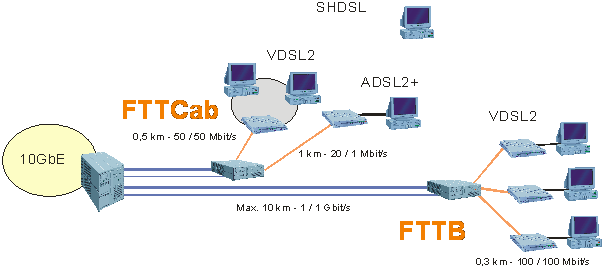 SHDSL
VDSL2
ADSL2+
FTTCab
VDSL2
0,5 km - 50 / 50 Mbit/s
10GbE
1 km - 20 / 1 Mbit/s
Max. 10 km - 1 / 1 Gbit/s
FTTB
0,3 km - 100 / 100 Mbit/s